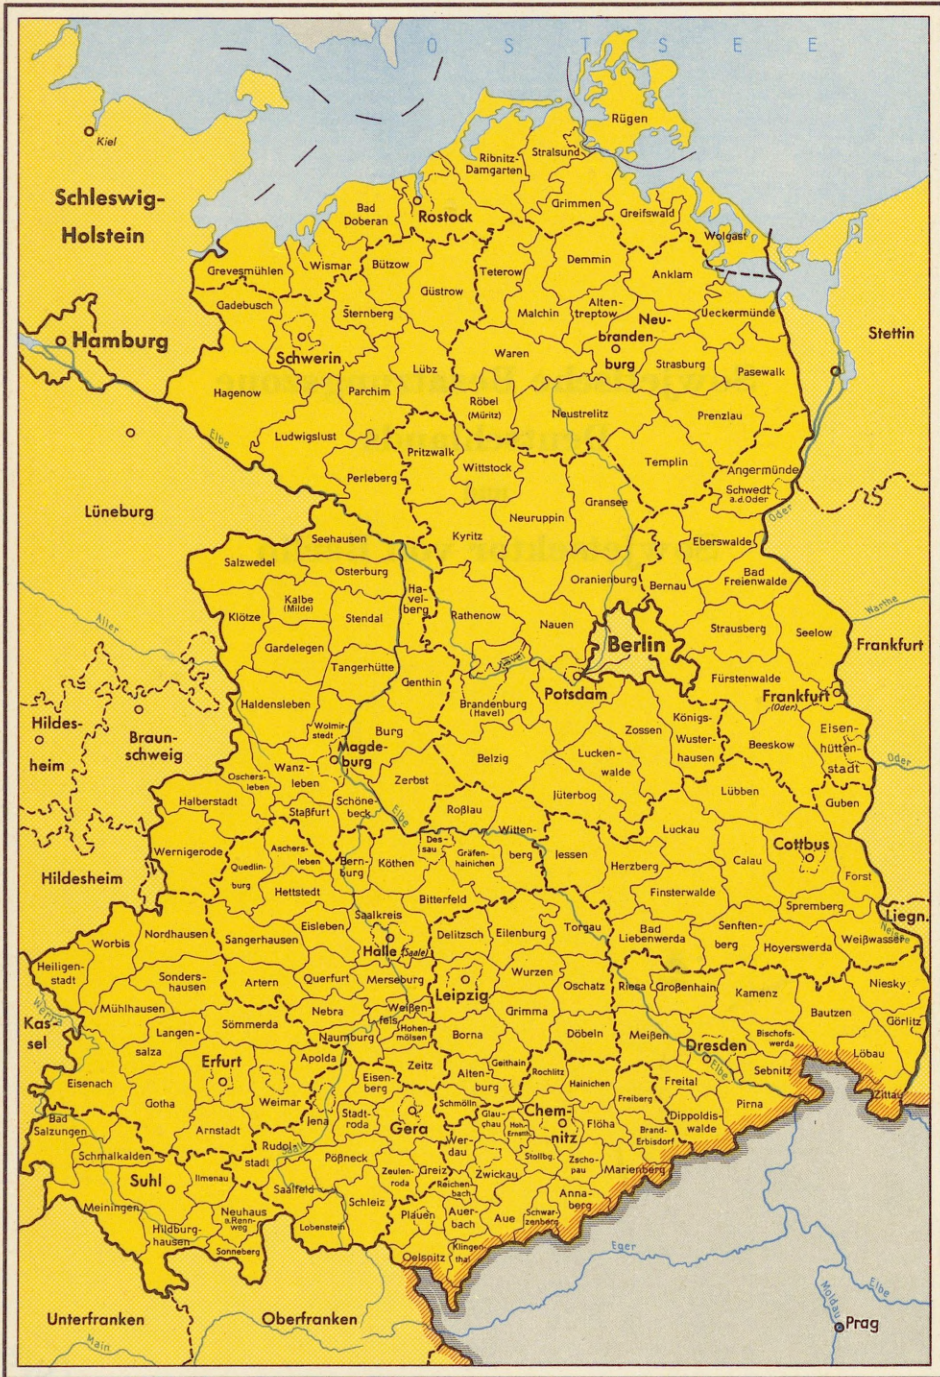 O S T S E E
Kiel
Rügen
Schleswig-
Holstein
Ribnitz-
Damgarten
Stralsund
Grimmen
Greifswald
Wolgast
Bad
Doberan
Rostock
Grevesmühlen
Wismar
Bützow
Güstrow
Teterow
Demmin
Anklam
Gadebusch
Sternberg
Malchin
Alten-
treptow
Neu-
branden-
burg
Ueckermünde
Hamburg
Schwerin
Stettin
Waren
Strasburg
Pasewalk
Hagenow
Parchim
Lübz
Röbel
(Müritz)
Neustrelitz
Prenzlau
Elbe
Ludwigslust
Pritzwalk
Wittstock
Templin
Angermünde
Perleberg
Schwedt
a.d.Oder
Gransee
Lüneburg
Neuruppin
Oder
Seehausen
Kyritz
Eberswalde
Salzwedel
Osterburg
Oranienburg
Bernau
Bad
Freienwalde
Kalbe
(Milde)
Ha-
vel-
berg
Klötze
Stendal
Rathenow
Nauen
Warthe
Aller
Strausberg
Seelow
Gardelegen
Berlin
Frankfurt
Tangerhütte
Genthin
Havel
Potsdam
Fürstenwalde
Frankfurt
(Oder)
Haldensleben
Brandenburg
(Havel)
Hildes-
heim
Braun-
schweig
Wolmir-
stedt
Burg
Zossen
Königs-
Wuster-
hausen
Eisen-
hütten-
stadt
Magde-
burg
Belzig
Lucken-
walde
Beeskow
Oder
Oschers-
leben
Wanz-
leben
Zerbst
Jüterbog
Lübben
Guben
Halberstadt
Staßfurt
Schöne-
beck
Elbe
Roßlau
Witten-
berg
Luckau
Cottbus
Wernigerode
Aschers-
leben
Bern-
burg
Köthen
Des-
sau
Gräfen-
hainichen
Jessen
Herzberg
Calau
Forst
Hildesheim
Quedlin-
burg
Hettstedt
Bitterfeld
Finsterwalde
Spremberg
Liegn.
Neiße
Worbis
Nordhausen
Sangerhausen
Eisleben
Saalkreis
Halle (Saale)
Delitzsch
Eilenburg
Torgau
Bad
Liebenwerda
Senften-
berg
Hoyerswerda
Weißwasser
Heiligen-
stadt
Sonders-
hausen
Artern
Querfurt
Merseburg
Leipzig
Wurzen
Oschatz
Riesa
Großenhain
Kamenz
Niesky
Werra
Kas-
sel
Mühlhausen
Nebra
Weißen-
fels
Hohen-
mölsen
Grimma
Bautzen
Görlitz
Langen-
salza
Sömmerda
Naumburg
Borna
Döbeln
Meißen
Dresden
Bischofs-
werda
Löbau
Erfurt
Apolda
Zeitz
Alten-
burg
Geithain
Rochlitz
Hainichen
Elbe
Sebnitz
Eisenach
Gotha
Weimar
Eisen-
berg
Schmölln
Freiberg
Freital
Pirna
Zittau
Bad
Salzungen
Arnstadt
Jena
Stadt-
roda
Gera
Glau-
chau
Hoh.-
Ernstth.
Chem-
nitz
Flöha
Brand-
Erbisdorf
Dippoldis-
walde
Schmalkalden
Rudol-
stadt
Saale
Pößneck
Wer-
dau
Stollbg.
Zscho-
pau
Marienberg
Suhl
Ilmenau
Saalfeld
Zeulen-
roda
Greiz
Reichen-
bach
Zwickau
Anna-
berg
Meiningen
Neuhaus
a.Renn-
weg
Schleiz
Plauen
Auer-
bach
Aue
Schwar-
zenberg
Hildburg-
hausen
Sonneberg
Lobenstein
Oelsnitz
Klingen-
thal
Eger
Elbe
Moldau
Unterfranken
Oberfranken
Prag
Main